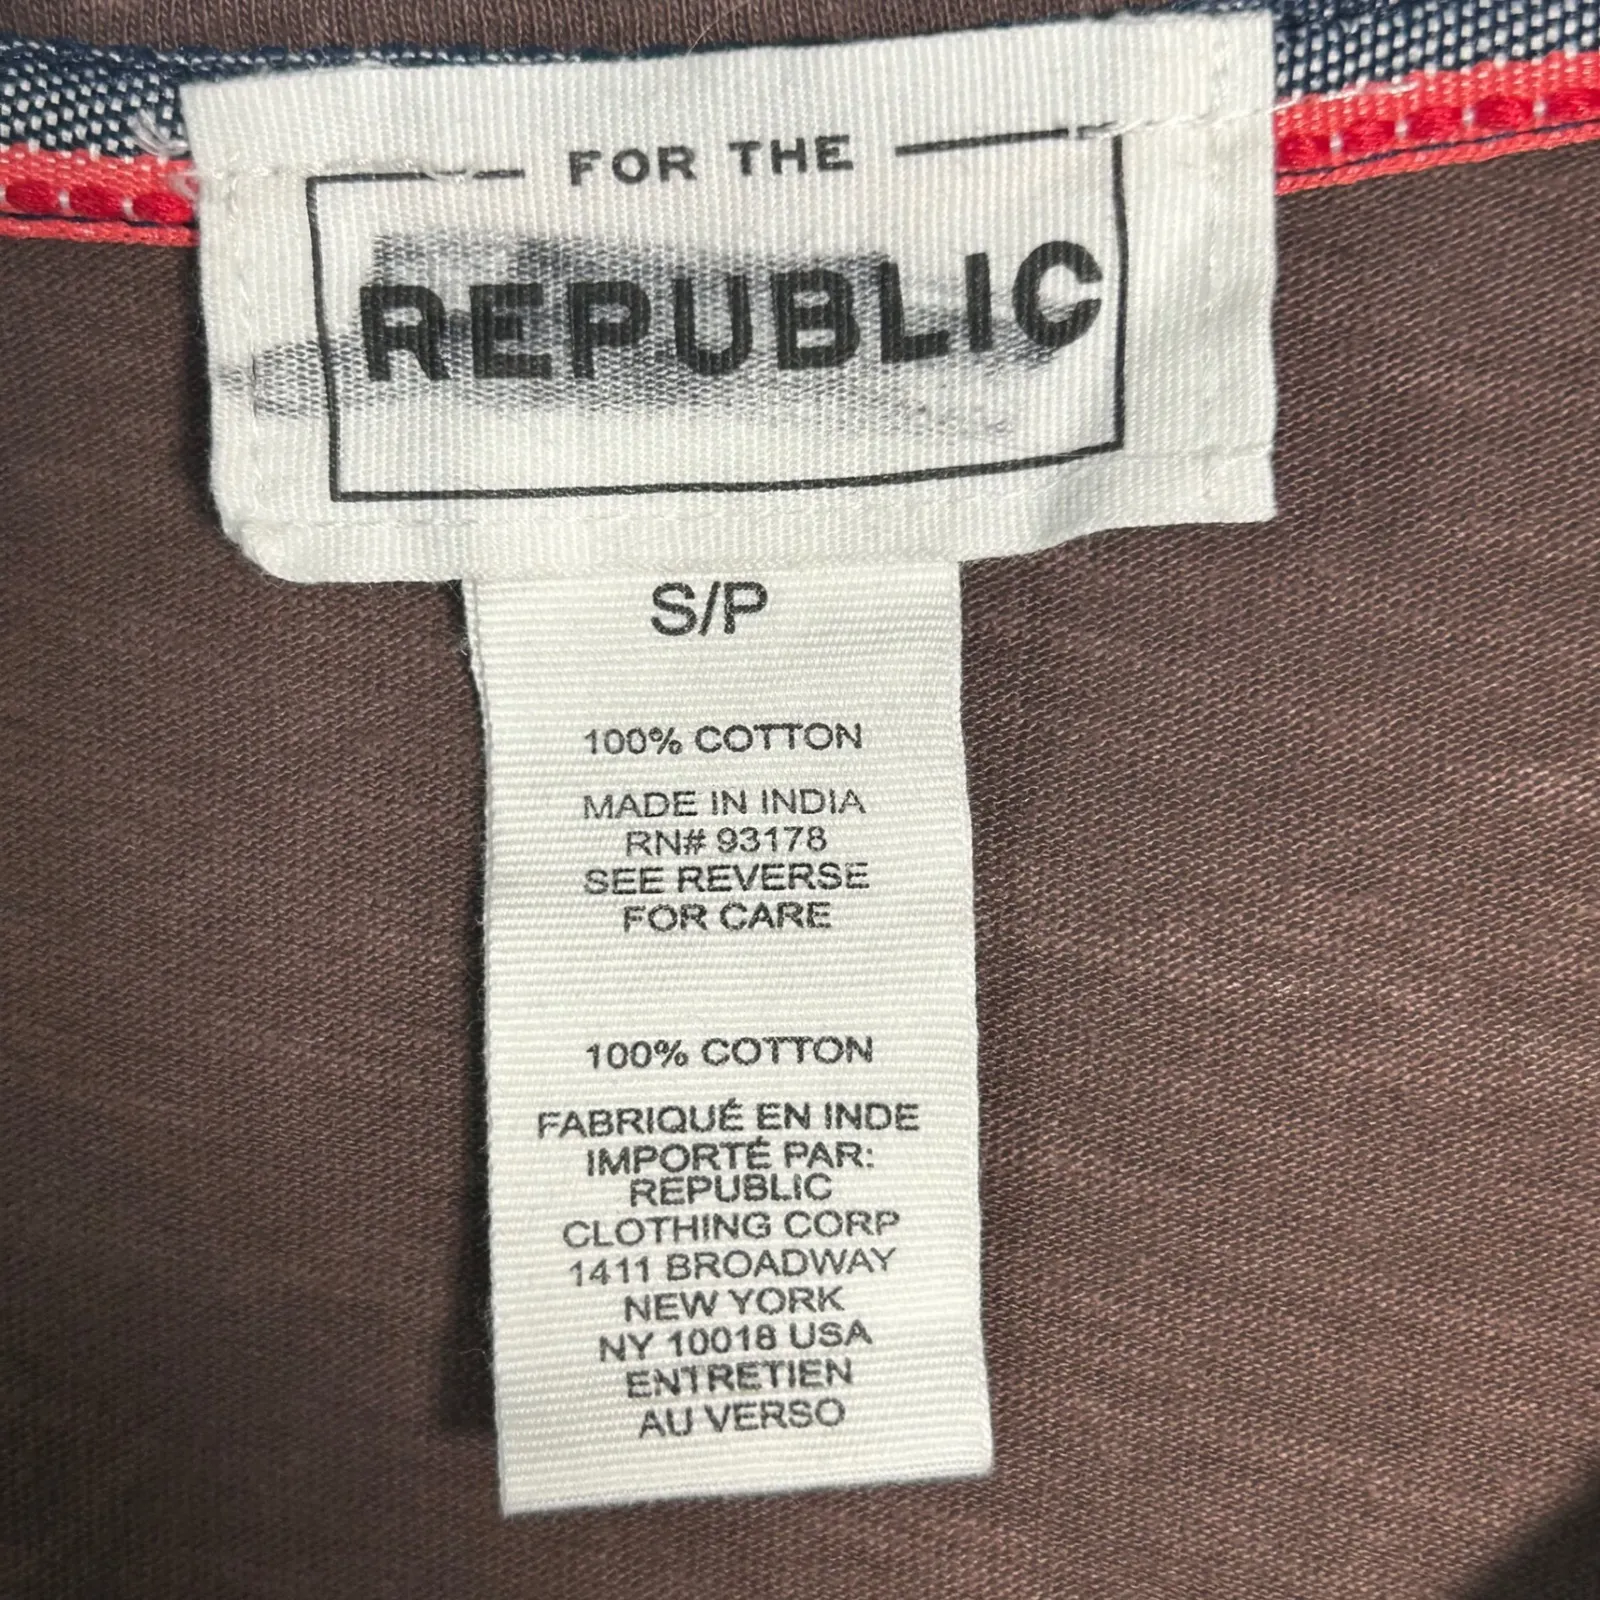 FOR THE
REPUBLIC
S/P
100% COTTON
MADE IN INDIA
RN# 93178
SEE REVERSE
FOR CARE
100% COTTON
FABRIQUÉ EN INDE
IMPORTÉ PAR:
REPUBLIC
CLOTHING CORP
1411 BROADWAY
NEW YORK
NY 10018 USA
ENTRETIEN
AU VERSO